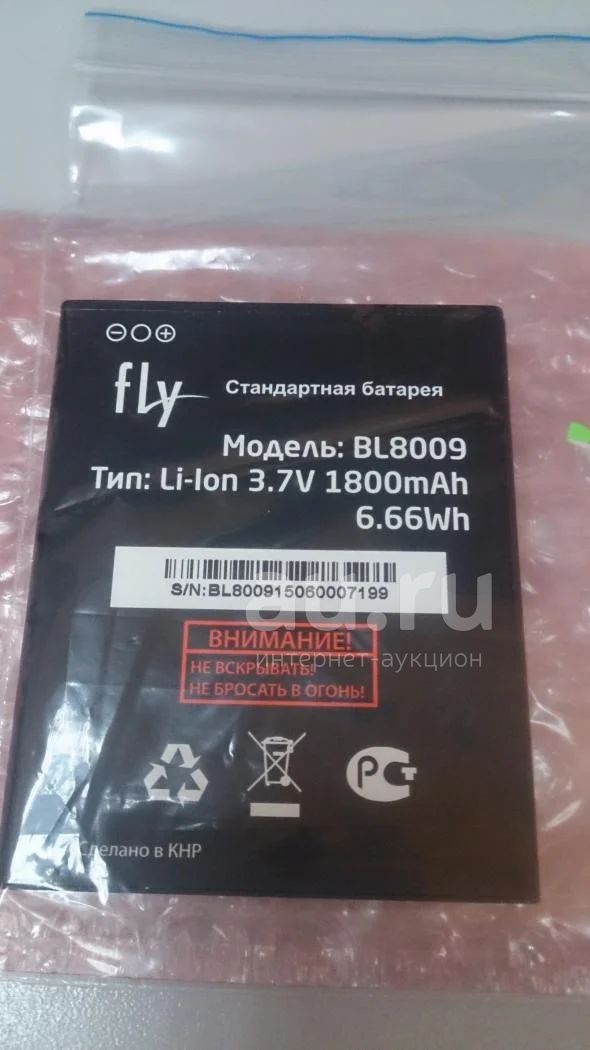 fly Стандартная батарея
Модель: BL8009
Тип: Li-Ion 3.7V 1800mAh
6.66Wh
S/N:BL800915060007199
au.ru
интернет-аукцион
ВНИМАНИЕ!
НЕ ВСКРЫВАТЬ!
НЕ БРОСАТЬ В ОГОНЬ!
РСТ
Сделано в КНР